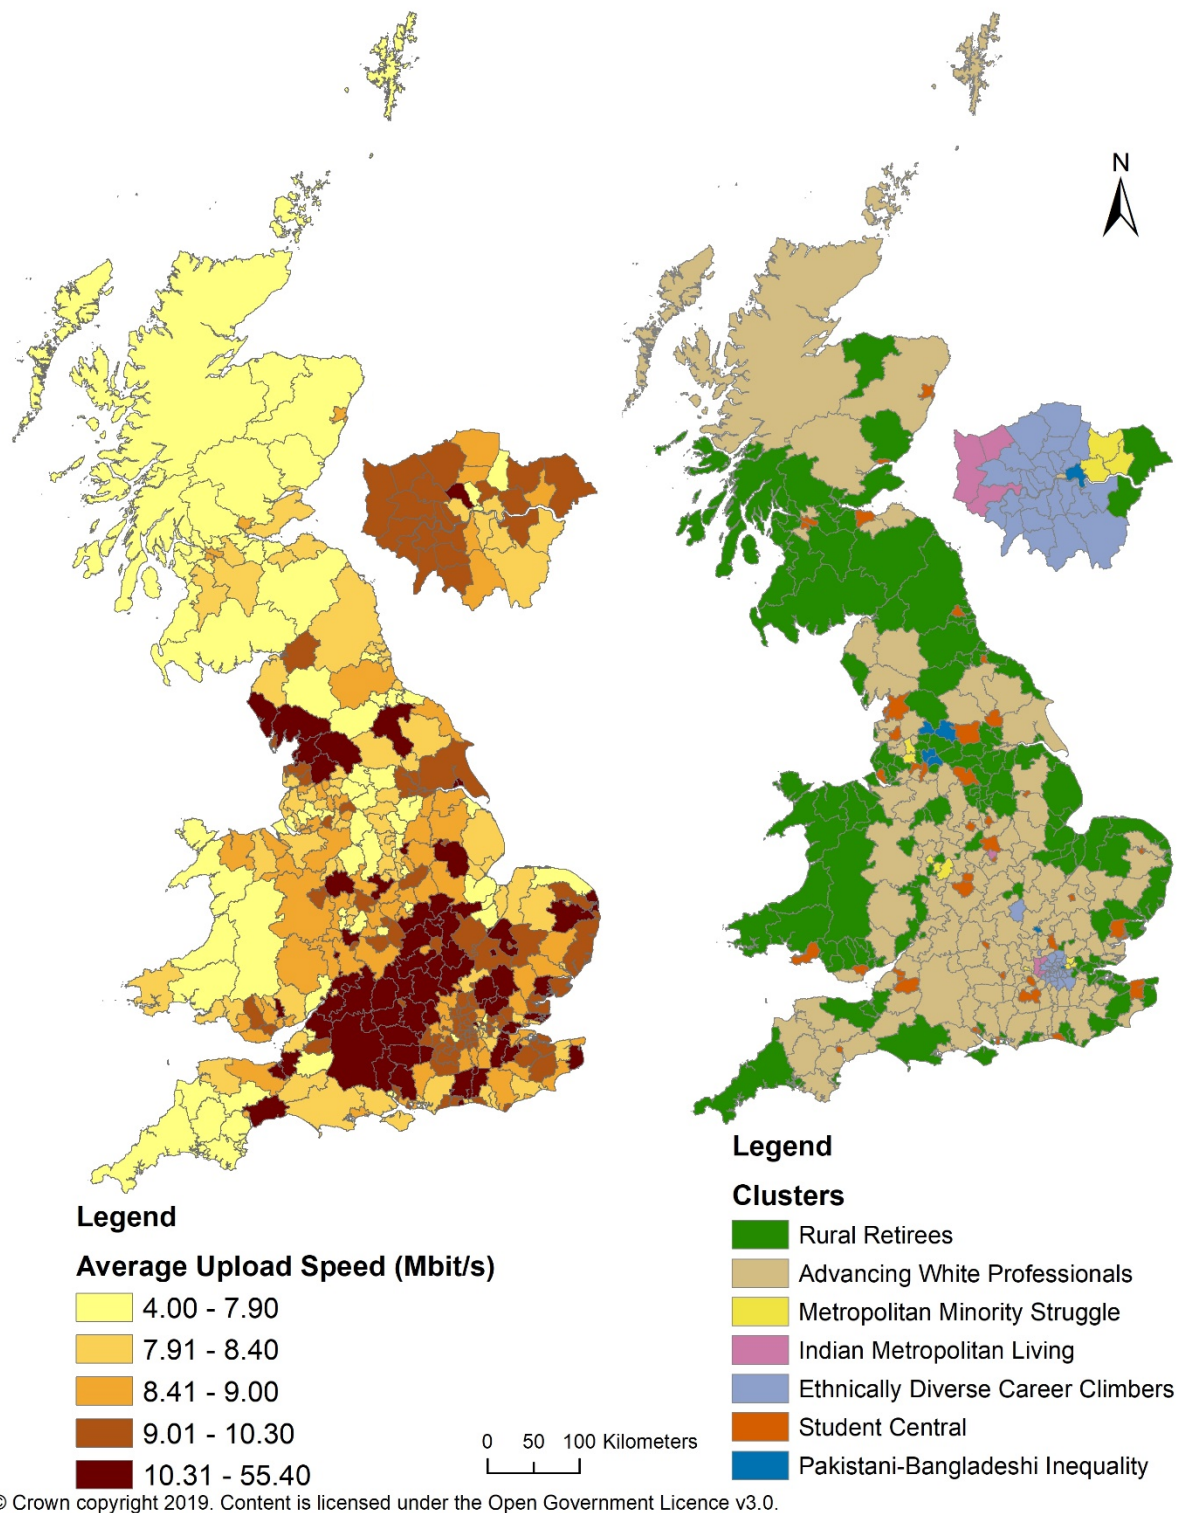 N
Legend
Average Upload Speed (Mbit/s)
4.00 - 7.90
7.91 - 8.40
8.41 - 9.00
9.01 - 10.30
10.31 - 55.40
0 50 100 Kilometers
Legend
Clusters
Rural Retirees
Advancing White Professionals
Metropolitan Minority Struggle
Indian Metropolitan Living
Ethnically Diverse Career Climbers
Student Central
Pakistani-Bangladeshi Inequality
© Crown copyright 2019. Content is licensed under the Open Government Licence v3.0.